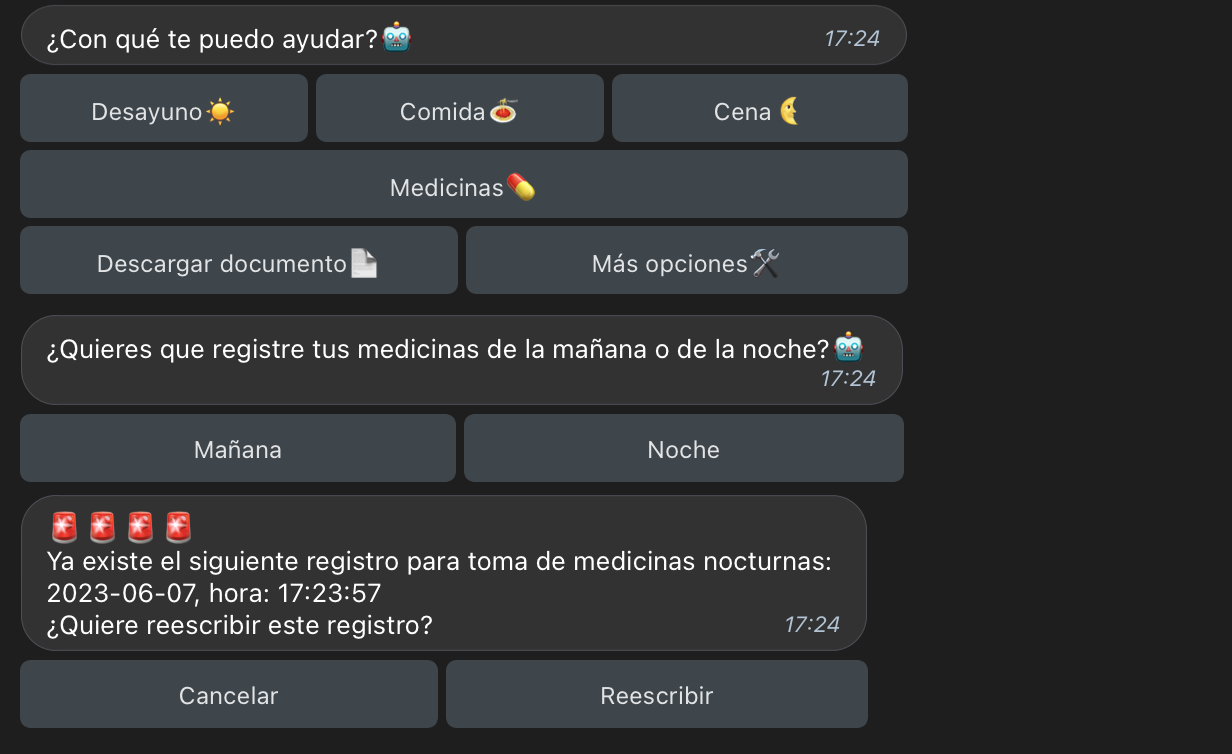 ¿Con qué te puedo ayudar?🤖 17:24
Desayuno☀️ Comida🍝 Cena 🌜
Medicinas💊
Descargar documento📄 Más opciones🛠️
¿Quieres que registre tus medicinas de la mañana o de la noche?🤖
17:24
Mañana Noche
🚨 🚨 🚨 🚨
Ya existe el siguiente registro para toma de medicinas nocturnas:
2023-06-07, hora: 17:23:57
¿Quiere reescribir este registro? 17:24
Cancelar Reescribir